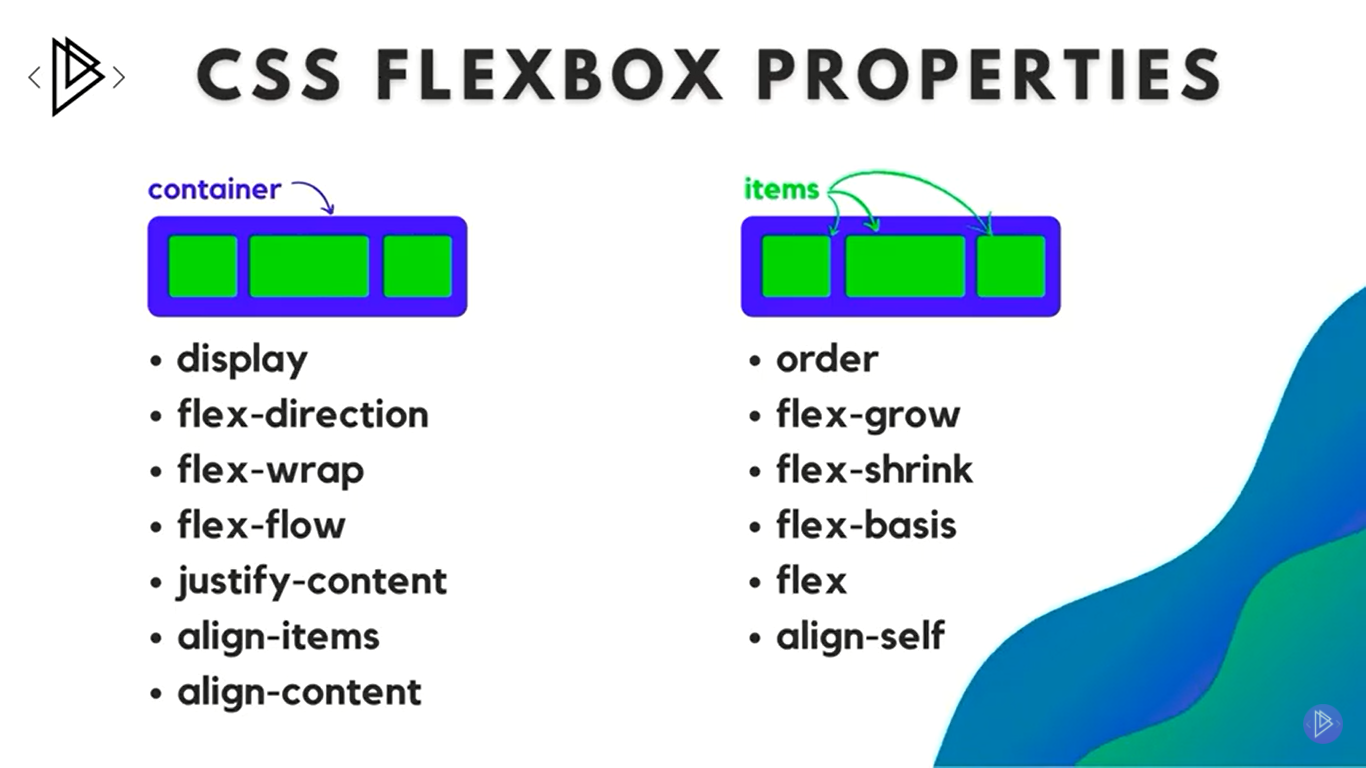 CSS FLEXBOX PROPERTIES
container
• display
• flex-direction
• flex-wrap
• flex-flow
• justify-content
• align-items
• align-content
items
• order
• flex-grow
• flex-shrink
• flex-basis
• flex
• align-self